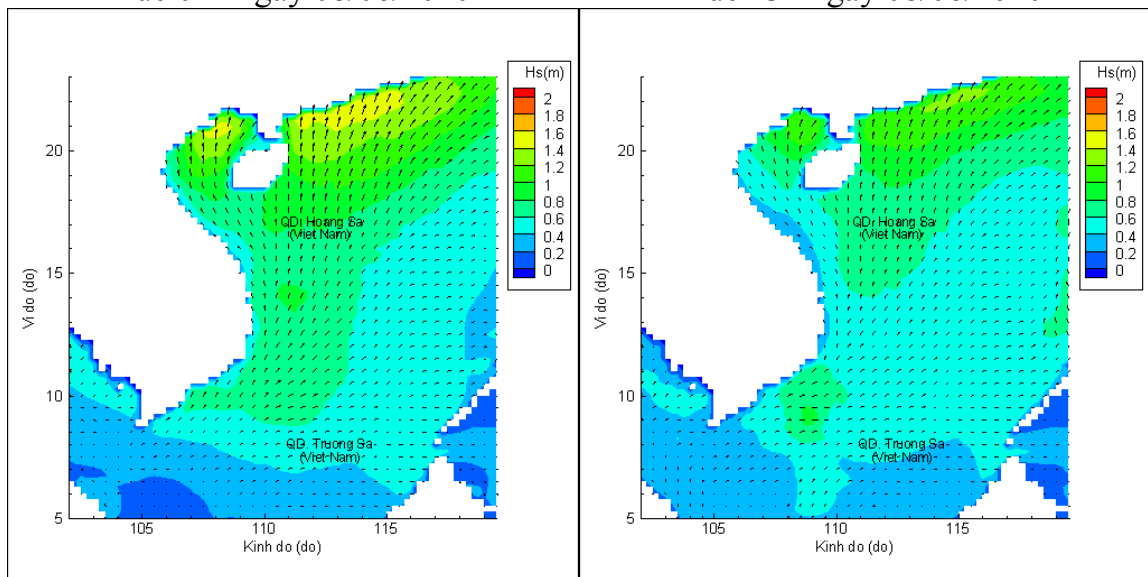 Hs(m)
2
1.8
1.6
1.4
1.2
1
0.8
0.6
0.4
0.2
0
20
15
10
5
Vi do (do)
QD. Hoang Sa
(Viet Nam)
QD. Truong Sa
(Viet Nam)
105
110
115
Kinh do (do)
Hs(m)
2
1.8
1.6
1.4
1.2
1
0.8
0.6
0.4
0.2
0
20
15
10
5
Vi do (do)
QD. Hoang Sa
(Viet Nam)
QD. Truong Sa
(Viet Nam)
105
110
115
Kinh do (do)